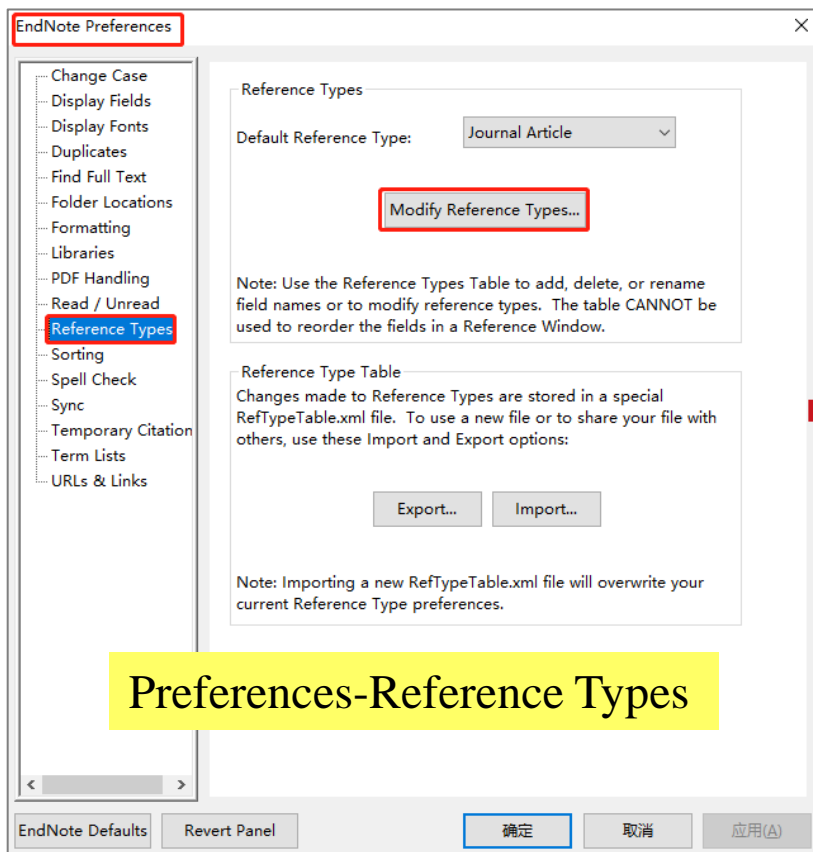 EndNote Preferences
Change Case
Display Fields
Display Fonts
Duplicates
Find Full Text
Folder Locations
Formatting
Libraries
PDF Handling
Read / Unread
Reference Types
Sorting
Spell Check
Sync
Temporary Citation
Term Lists
URLs & Links
Reference Types
Default Reference Type: Journal Article
Modify Reference Types...
Note: Use the Reference Types Table to add, delete, or rename
field names or to modify reference types. The table CANNOT be
used to reorder the fields in a Reference Window.
Reference Type Table
Changes made to Reference Types are stored in a special
RefTypeTable.xml file. To use a new file or to share your file with
others, use these Import and Export options:
Export... Import...
Note: Importing a new RefTypeTable.xml file will overwrite your
current Reference Type preferences.
Preferences-Reference Types
EndNote Defaults Revert Panel 确定 取消 应用(A)